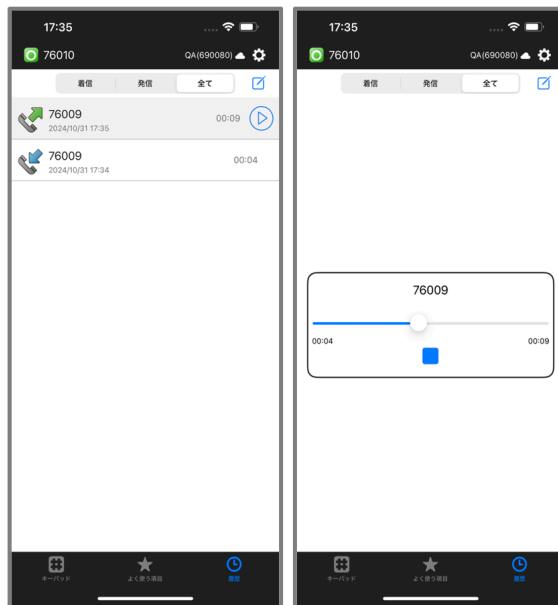 17:35
76010
QA(690080)
着信 発信 全て
76009
00:09
2024/10/31 17:35
76009
00:04
2024/10/31 17:34
キーパッド よく使う項目 履歴
17:35
76010
QA(690080)
着信 発信 全て
76009
00:04 00:09
キーパッド よく使う項目 履歴